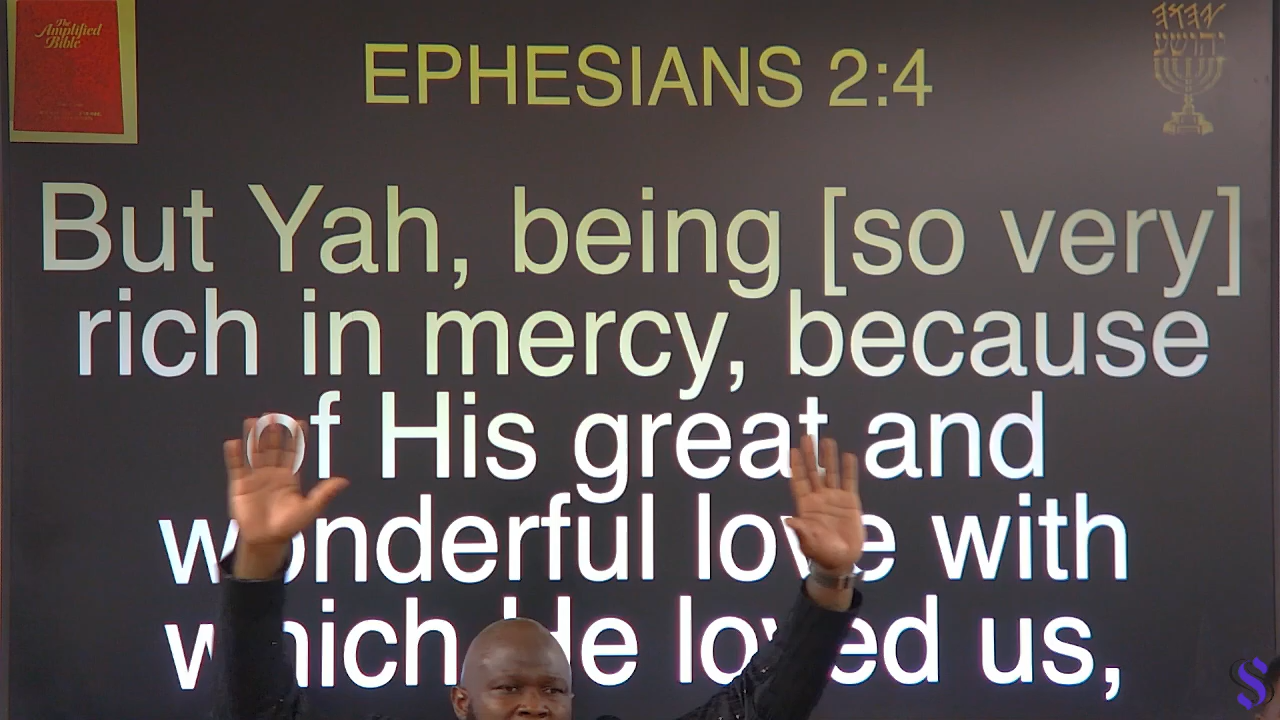 The
Amplified
Bible
EPHESIANS 2:4
יהושע
But Yah, being [so very]
rich in mercy, because
of His great and
wonderful love with
which He loved us,
S